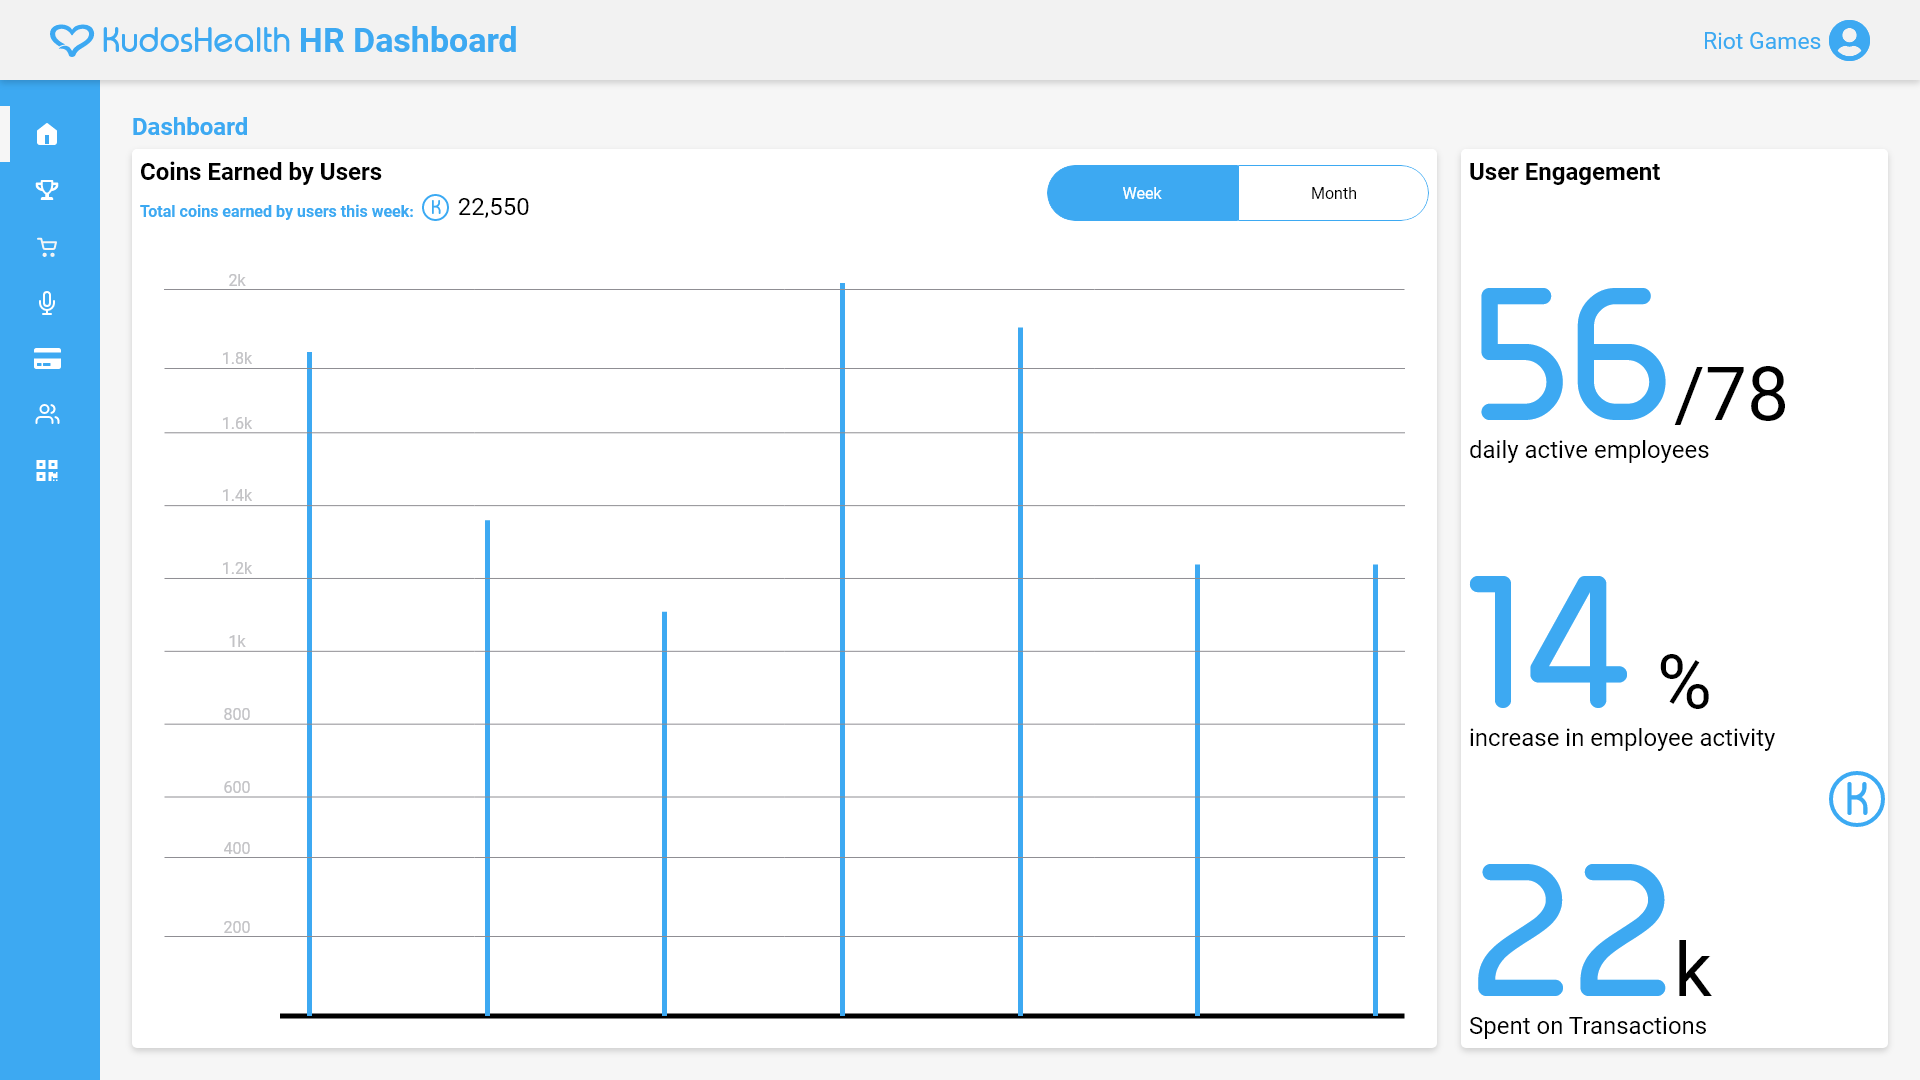 KudosHealth HR Dashboard
Riot Games
Dashboard
Coins Earned by Users
Total coins earned by users this week: K 22,550
Week
Month
2k
1.8k
1.6k
1.4k
1.2k
1k
800
600
400
200
User Engagement
56/78
daily active employees
14 %
increase in employee activity
K
22k
Spent on Transactions